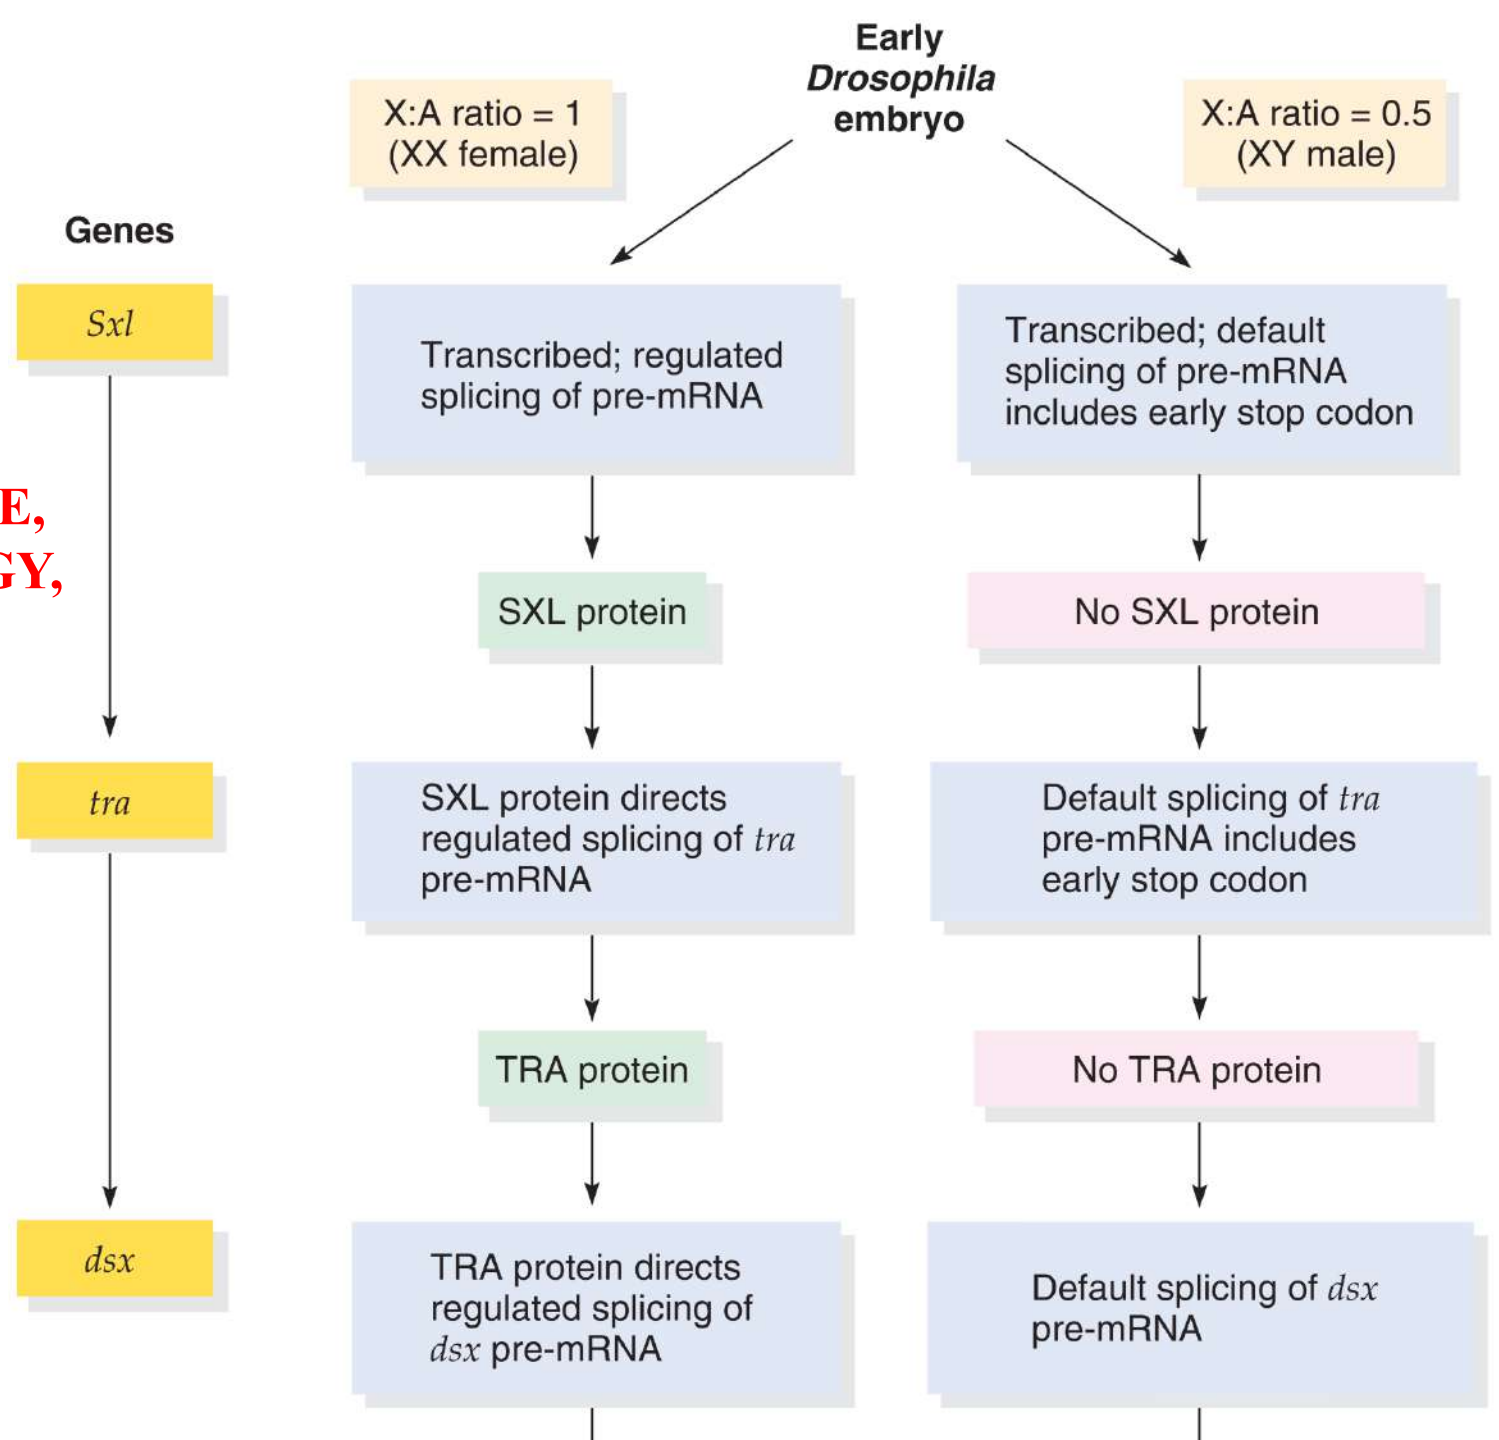 Early
Drosophila
embryo
X:A ratio = 1
(XX female)
X:A ratio = 0.5
(XY male)
Genes
Sxl
Transcribed; regulated
splicing of pre-mRNA
Transcribed; default
splicing of pre-mRNA
includes early stop codon
E,
GY,
SXL protein
No SXL protein
tra
SXL protein directs
regulated splicing of tra
pre-mRNA
Default splicing of tra
pre-mRNA includes
early stop codon
TRA protein
No TRA protein
dsx
TRA protein directs
regulated splicing of
dsx pre-mRNA
Default splicing of dsx
pre-mRNA